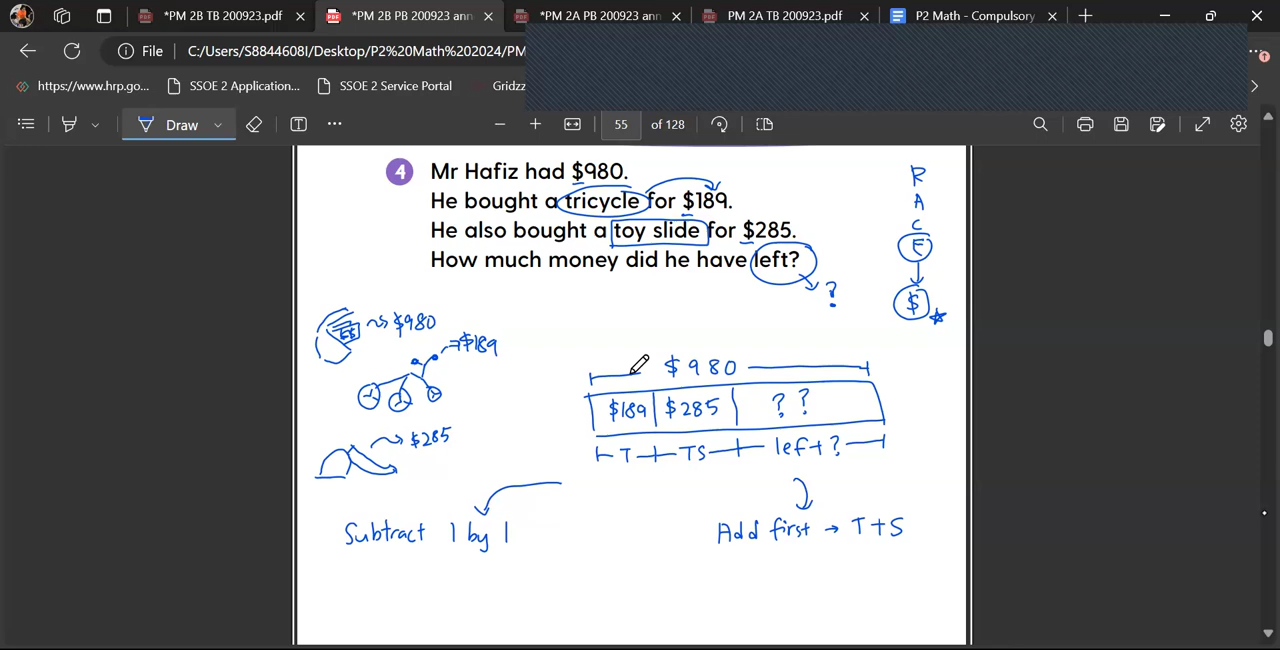 *PM 2B TB 200923.pdf
*PM 2B PB 200923 ann
*PM 2A PB 200923 ann
PM 2A TB 200923.pdf
P2 Math - Compulsory
File
C:/Users/S8844608I/Desktop/P2%20Math%202024/PM
https://www.hrp.go...
SSOE 2 Application...
SSOE 2 Service Portal
Gridzz
Draw
55 of 128
4 Mr Hafiz had $980.
He bought a tricycle for $189.
He also bought a toy slide for $285.
How much money did he have left?
?
R
A
C
E
$
$980
$189
$285
$980
$189 $285 ? ?
T TS left?
Subtract 1 by 1
Add first → T+S